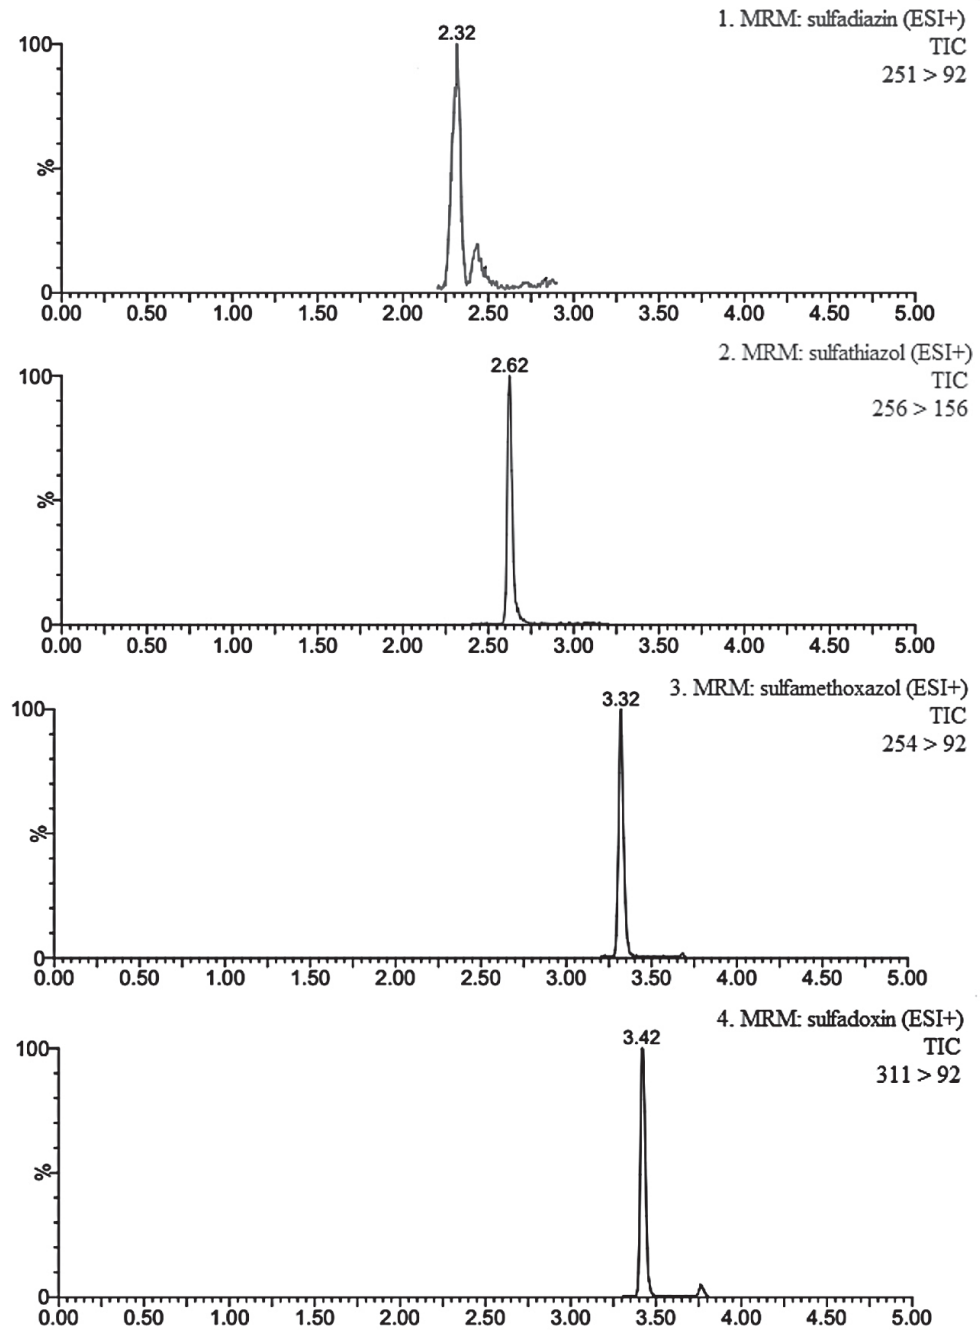 1. MRM: sulfadiazin (ESI+)
TIC
251 > 92
2.32
100
%
0
0.00 0.50 1.00 1.50 2.00 2.50 3.00 3.50 4.00 4.50 5.00
2. MRM: sulfathiazol (ESI+)
TIC
256 > 156
2.62
100
%
0
0.00 0.50 1.00 1.50 2.00 2.50 3.00 3.50 4.00 4.50 5.00
3. MRM: sulfamethoxazol (ESI+)
TIC
254 > 92
3.32
100
%
0
0.00 0.50 1.00 1.50 2.00 2.50 3.00 3.50 4.00 4.50 5.00
4. MRM: sulfadoxin (ESI+)
TIC
311 > 92
3.42
100
%
0
0.00 0.50 1.00 1.50 2.00 2.50 3.00 3.50 4.00 4.50 5.00